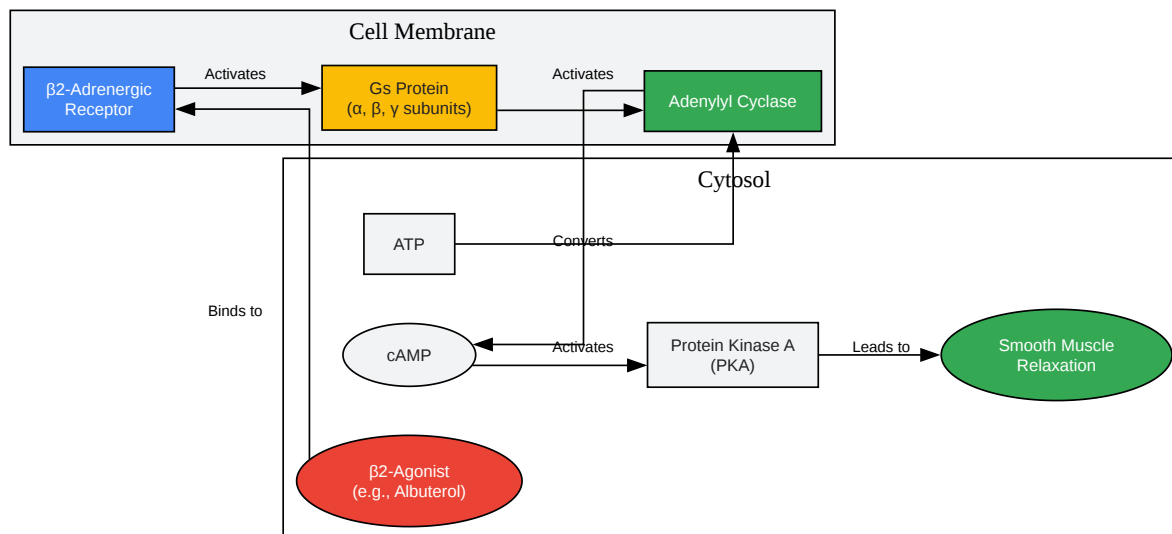 Cell Membrane
β2-Adrenergic
Receptor
Activates
Gs Protein
(α, β, γ subunits)
Activates
Adenylyl Cyclase
Cytosol
ATP
Converts
Binds to
cAMP
Activates
Protein Kinase A
(PKA)
Leads to
Smooth Muscle
Relaxation
β2-Agonist
(e.g., Albuterol)